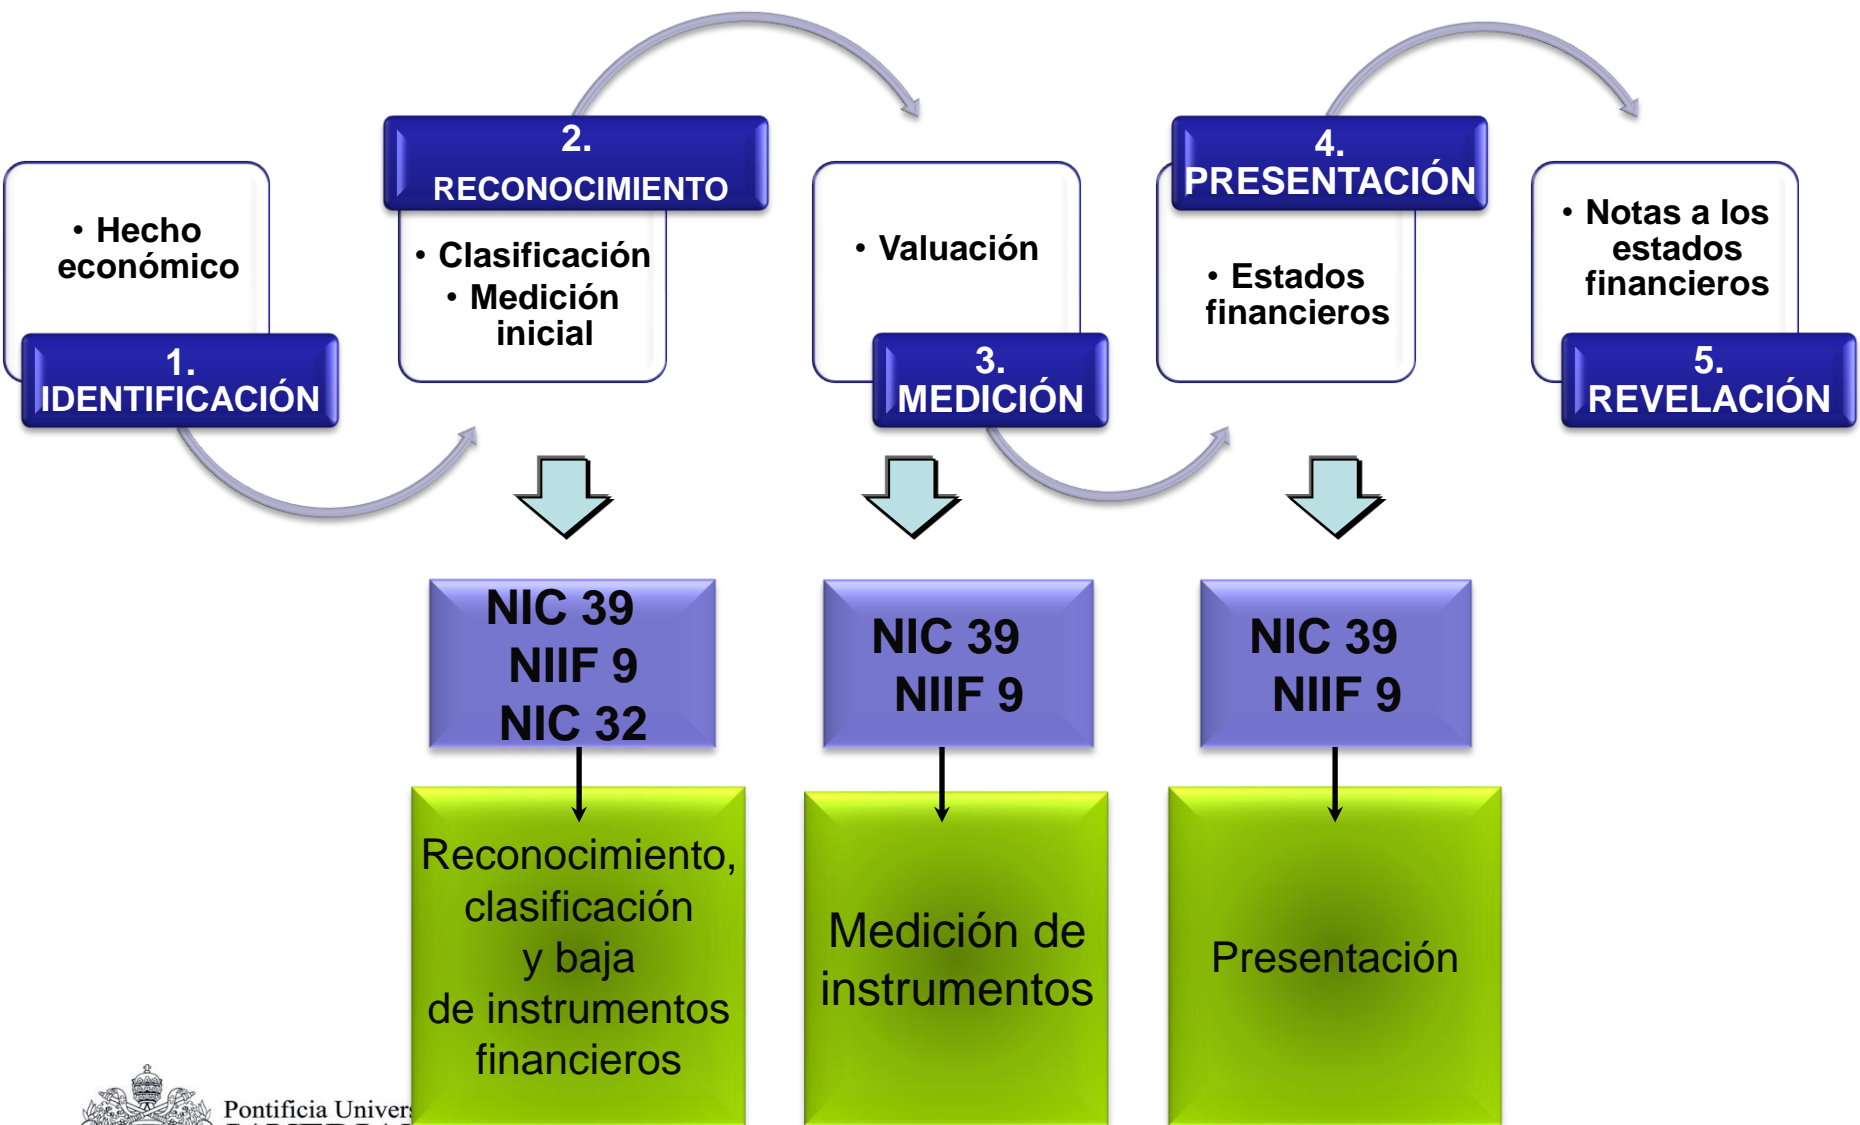 • Hecho
económico
1.
IDENTIFICACIÓN
2.
RECONOCIMIENTO
• Clasificación
• Medición
inicial
• Valuación
3.
MEDICIÓN
4.
PRESENTACIÓN
• Estados
financieros
• Notas a los
estados
financieros
5.
REVELACIÓN
NIC 39
NIIF 9
NIC 32
NIC 39
NIIF 9
NIC 39
NIIF 9
Reconocimiento,
clasificación
y baja
de instrumentos
financieros
Medición de
instrumentos
Presentación
Pontificia